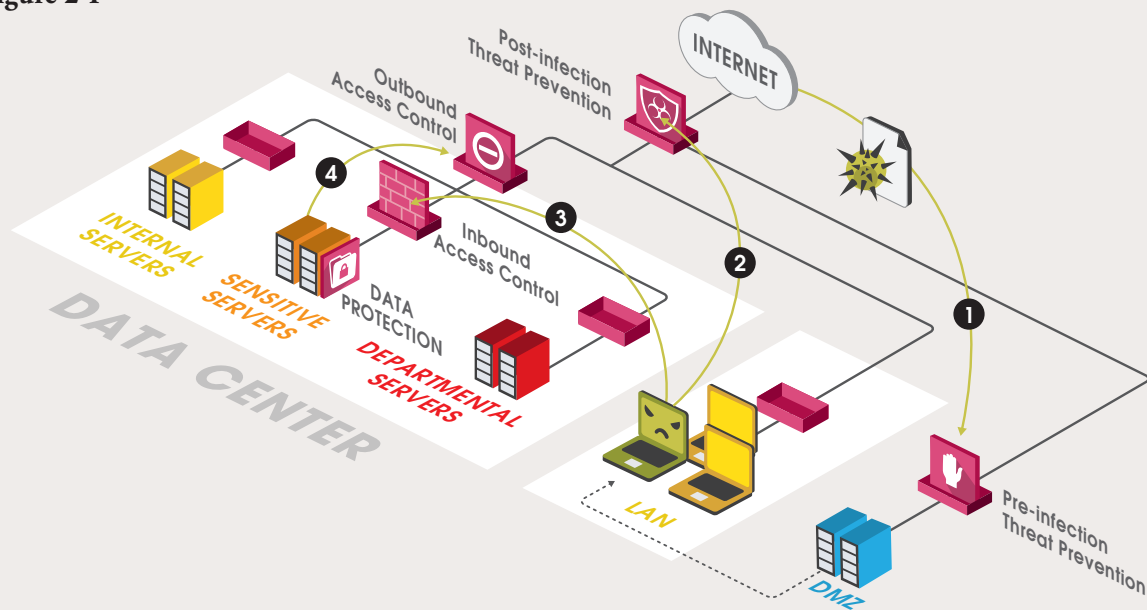 INTERNET
Post-infection
Threat Prevention
Outbound
Access Control
4
3
2
1
Inbound
Access Control
INTERNAL
SERVERS
SENSITIVE
SERVERS
DATA
PROTECTION
DEPARTMENTAL
SERVERS
DATA CENTER
LAN
DMZ
Pre-infection
Threat Prevention